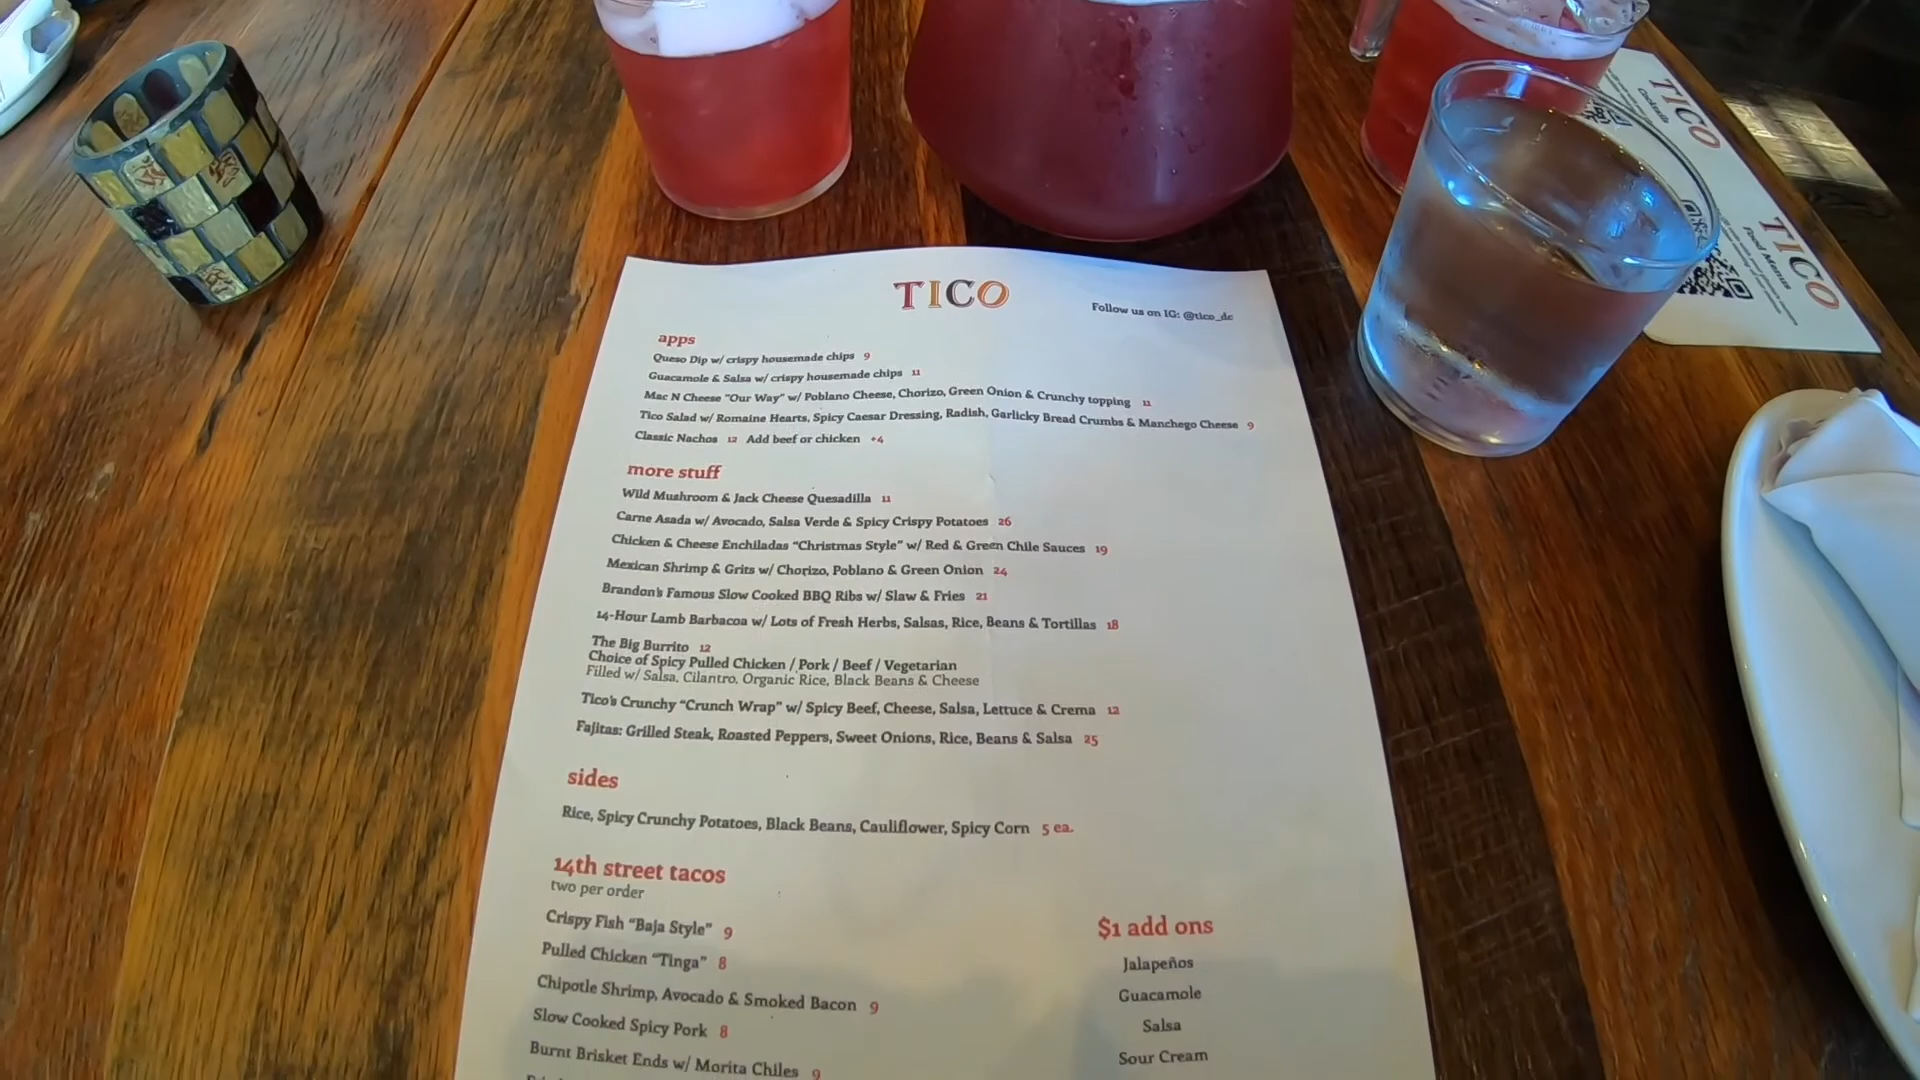 TICO
Follow us on IG: @tico_dc
apps
Queso Dip w/ crispy housemade chips 9
Guacamole & Salsa w/ crispy housemade chips 11
Mac N Cheese "Our Way" w/ Poblano Cheese, Chorizo, Green Onion & Crunchy topping 11
Tico Salad w/ Romaine Hearts, Spicy Caesar Dressing, Radish, Garlicky Bread Crumbs & Manchego Cheese 9
Classic Nachos 12 Add beef or chicken +4
more stuff
Wild Mushroom & Jack Cheese Quesadilla 11
Carne Asada w/ Avocado, Salsa Verde & Spicy Crispy Potatoes 26
Chicken & Cheese Enchiladas "Christmas Style" w/ Red & Green Chile Sauces 19
Mexican Shrimp & Grits w/ Chorizo, Poblano & Green Onion 24
Brandon's Famous Slow Cooked BBQ Ribs w/ Slaw & Fries 21
14-Hour Lamb Barbacoa w/ Lots of Fresh Herbs, Salsas, Rice, Beans & Tortillas 18
The Big Burrito 12
Choice of Spicy Pulled Chicken / Pork / Beef / Vegetarian
Filled w/ Salsa, Cilantro, Organic Rice, Black Beans & Cheese
Tico's Crunchy "Crunch Wrap" w/ Spicy Beef, Cheese, Salsa, Lettuce & Crema 12
Fajitas: Grilled Steak, Roasted Peppers, Sweet Onions, Rice, Beans & Salsa 25
sides
Rice, Spicy Crunchy Potatoes, Black Beans, Cauliflower, Spicy Corn 5 ea.
14th street tacos
two per order
Crispy Fish "Baja Style" 9
Pulled Chicken "Tinga" 8
Chipotle Shrimp, Avocado & Smoked Bacon 9
Slow Cooked Spicy Pork 8
Burnt Brisket Ends w/ Morita Chiles 9
$1 add ons
Jalapeños
Guacamole
Salsa
Sour Cream
TICO
Cocktails
TICO
Food Menus